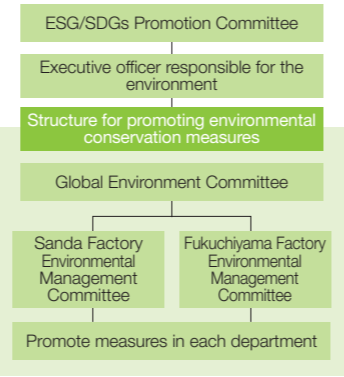 ESG/SDGs Promotion Committee
Executive officer responsible for the
environment
Structure for promoting environmental
conservation measures
Global Environment Committee
Sanda Factory
Environmental
Management
Committee
Fukuchiyama Factory
Environmental
Management
Committee
Promote measures in each department